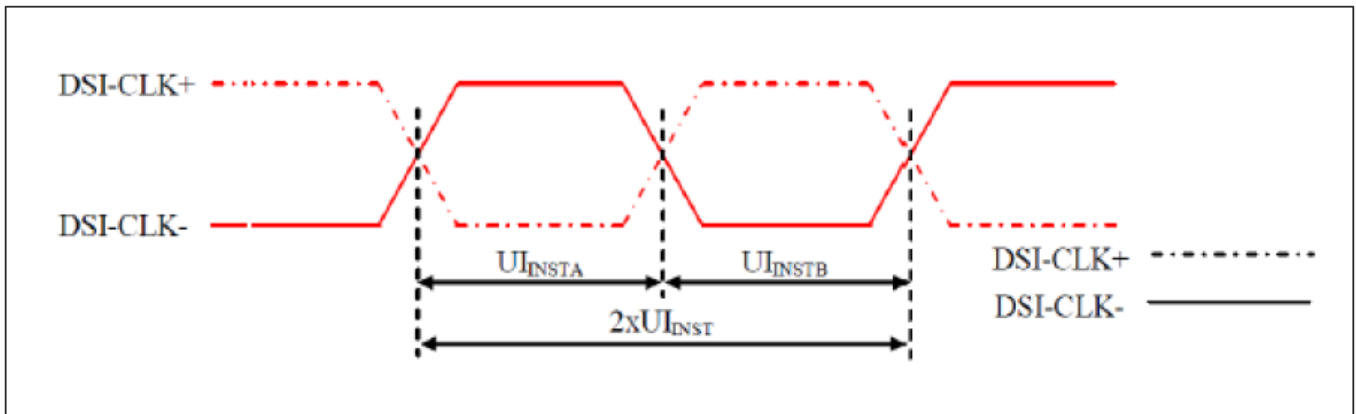 DSI-CLK+
DSI-CLK-
UIINSTA
UIINSTB
2xUIINST
DSI-CLK+
DSI-CLK-